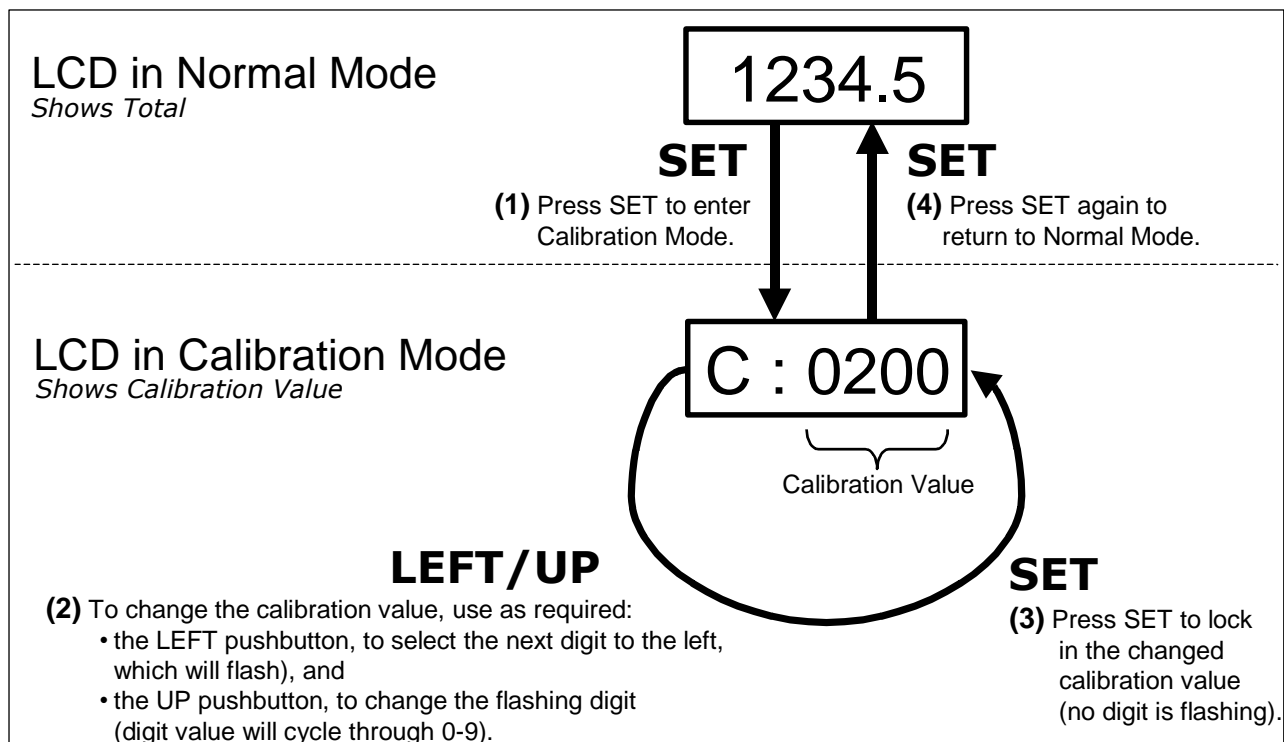 LCD in Normal Mode
Shows Total
1234.5
SET
(1) Press SET to enter
Calibration Mode.
SET
(4) Press SET again to
return to Normal Mode.
LCD in Calibration Mode
Shows Calibration Value
C : 0200
Calibration Value
LEFT/UP
(2) To change the calibration value, use as required:
• the LEFT pushbutton, to select the next digit to the left,
which will flash), and
• the UP pushbutton, to change the flashing digit
(digit value will cycle through 0-9).
SET
(3) Press SET to lock
in the changed
calibration value
(no digit is flashing).